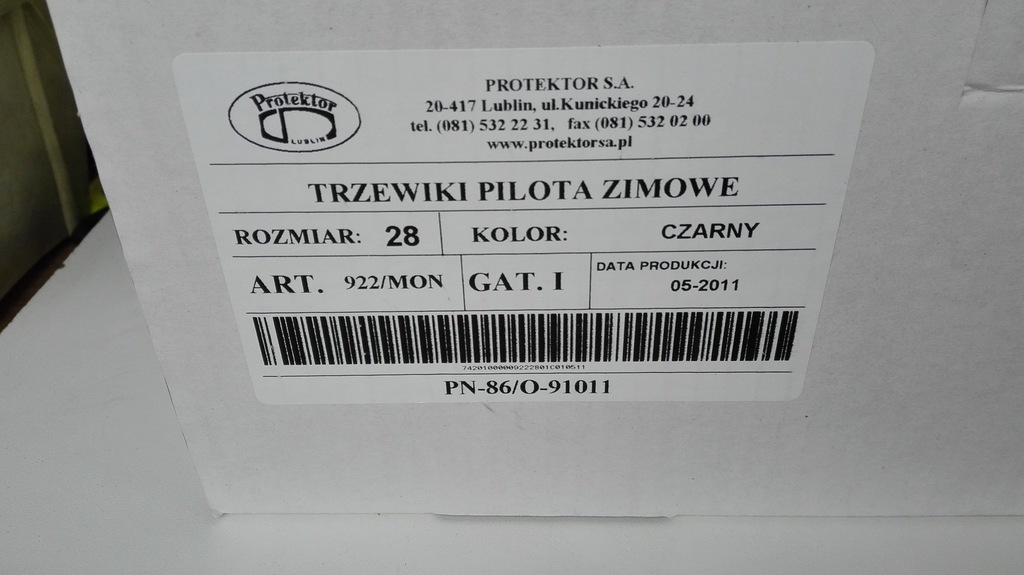 Protektor
LUBLIN
PROTEKTOR S.A.
20-417 Lublin, ul.Kunickiego 20-24
tel. (081) 532 22 31, fax (081) 532 02 00
www.protektorsa.pl
TRZEWIKI PILOTA ZIMOWE
ROZMIAR: 28 KOLOR: CZARNY
ART. 922/MON GAT. I DATA PRODUKCJI:
05-2011
74201000009222801C010511
PN-86/O-91011